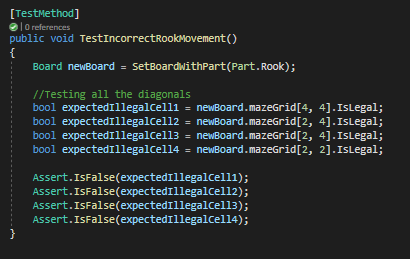 [TestMethod]
0 references
public void TestIncorrectRookMovement()
{
Board newBoard = SetBoardWithPart(Part.Rook);
//Testing all the diagonals
bool expectedIllegalCell1 = newBoard.mazeGrid[4, 4].IsLegal;
bool expectedIllegalCell2 = newBoard.mazeGrid[2, 4].IsLegal;
bool expectedIllegalCell3 = newBoard.mazeGrid[2, 4].IsLegal;
bool expectedIllegalCell4 = newBoard.mazeGrid[2, 2].IsLegal;
Assert.IsFalse(expectedIllegalCell1);
Assert.IsFalse(expectedIllegalCell2);
Assert.IsFalse(expectedIllegalCell3);
Assert.IsFalse(expectedIllegalCell4);
}